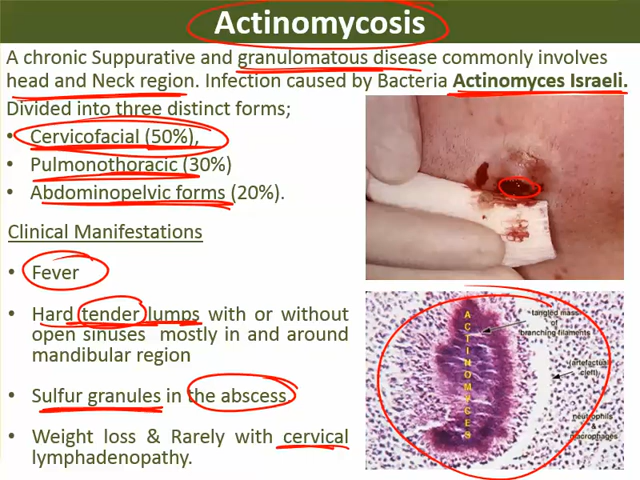 Actinomycosis
A chronic Suppurative and granulomatous disease commonly involves
head and Neck region. Infection caused by Bacteria Actinomyces Israeli.
Divided into three distinct forms;
• Cervicofacial (50%),
• Pulmonothoracic (30%)
• Abdominopelvic forms (20%).
Clinical Manifestations
• Fever
• Hard tender lumps with or without
open sinuses mostly in and around
mandibular region
• Sulfur granules in the abscess
• Weight loss & Rarely with cervical
lymphadenopathy.
ACTINOMYCES
tangled mass
of
branching filaments
(artefactual
cleft)
neutrophils
&
macrophages